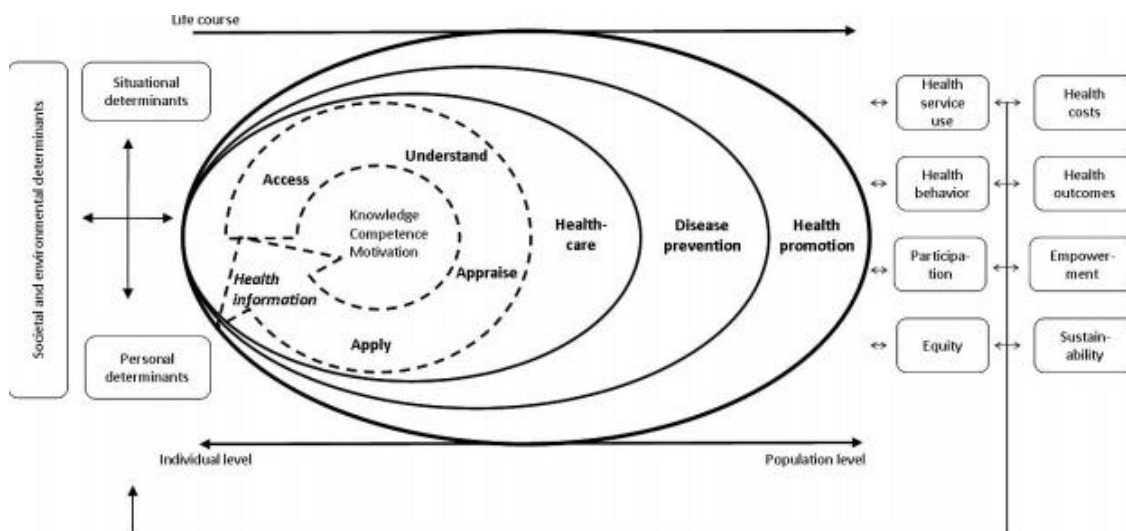 Life course
Societal and environmental determinants
Situational
determinants
Personal
determinants
Access
Understand
Knowledge
Competence
Motivation
Health
information
Appraise
Apply
Health-
care
Disease
prevention
Health
promotion
Health
service
use
Health
costs
Health
behavior
Health
outcomes
Participa-
tion
Empower-
ment
Equity
Sustain-
ability
Individual level
Population level